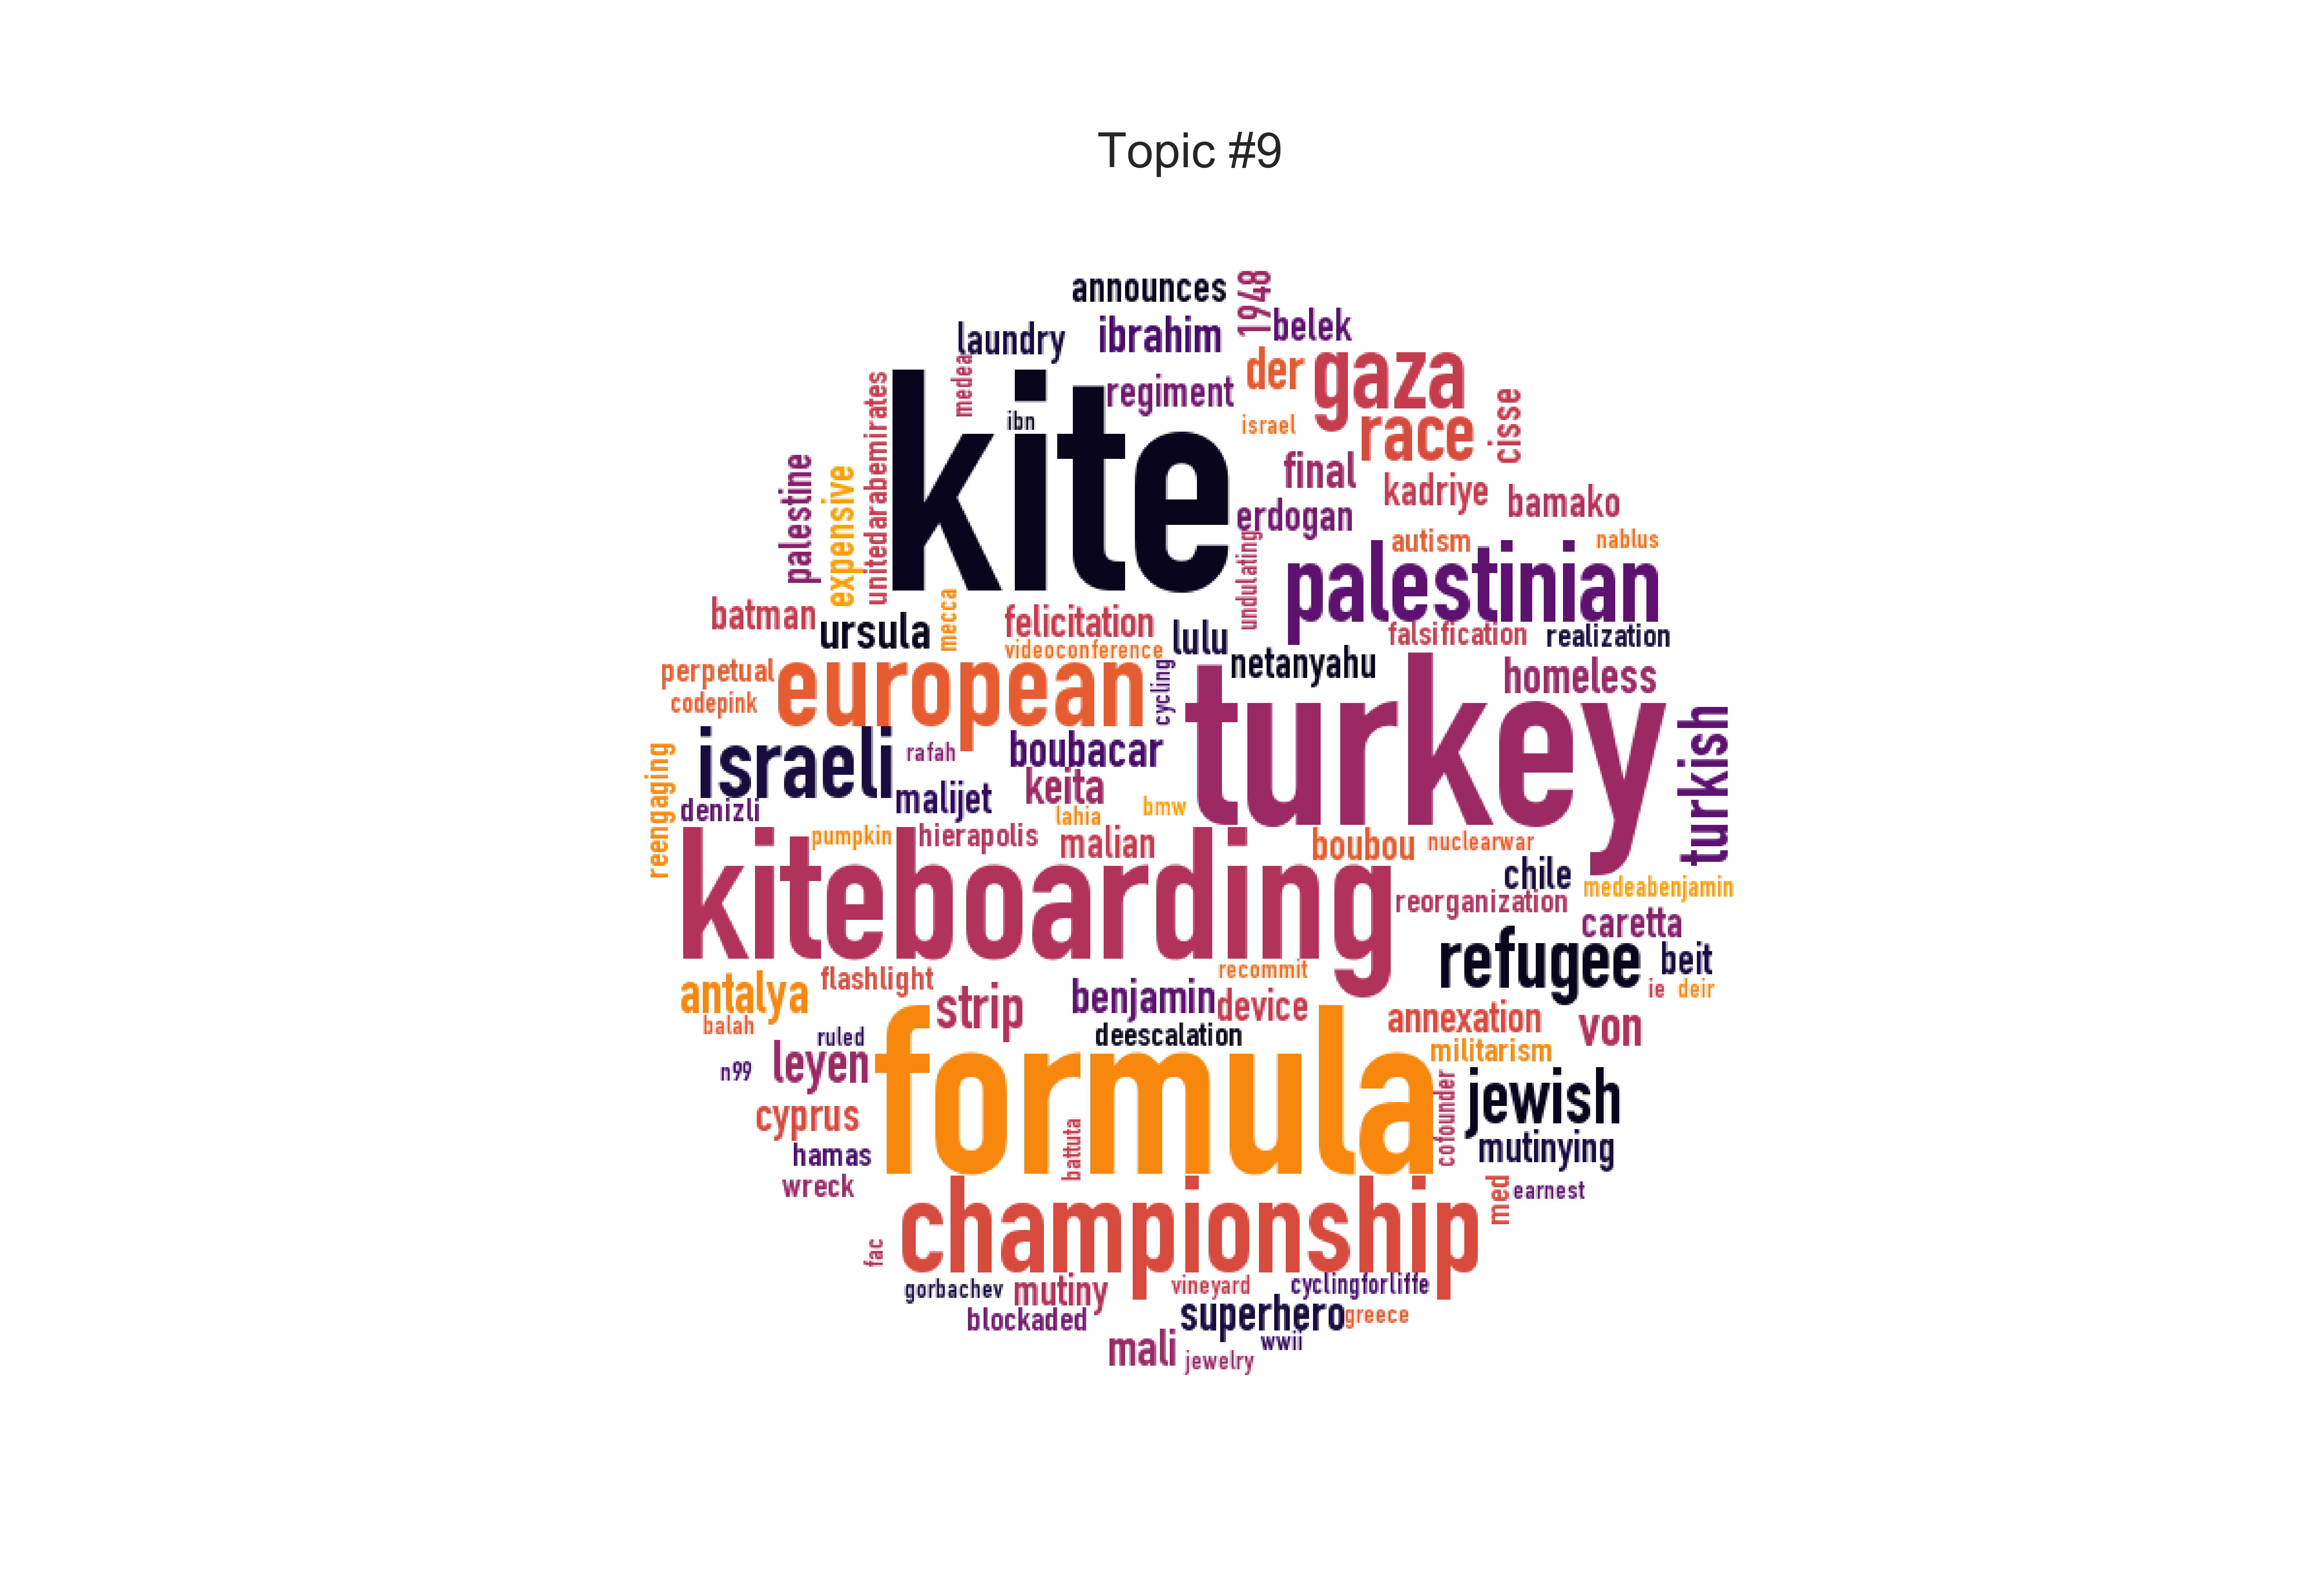 Topic #9
announces
1948
laundry
ibrahim
belek
medea
der
gaza
unitedarabemirates
kite
ibn
regiment
israel
race
cisse
palestine
expensive
final
kadriye
bamako
erdogan
undulating
autism
nablus
palestinian
batman
ursula
mecca
felicitation
lulu
falsification
realization
videoconference
netanyahu
perpetual
european
cycling
homeless
codepink
turkey
turkish
israeli
rafah
boubacar
reengaging
denizli
malijet
keita
bmw
lahia
pumpkin
hierapolis
malian
boubou
nuclearwar
kiteboarding
chile
medeabenjamin
reorganization
caretta
refugee
beit
antalya
flashlight
recommit
ie
deir
strip
benjamin
device
annexation
von
balah
ruled
deescalation
militarism
n99
leyen
formula
cofounder
jewish
cyprus
battuta
mutinying
hamas
wreck
championship
med
earnest
fac
gorbachev
mutiny
vineyard
cyclingforliffe
blockaded
superhero
greece
wwii
mali
jewelry